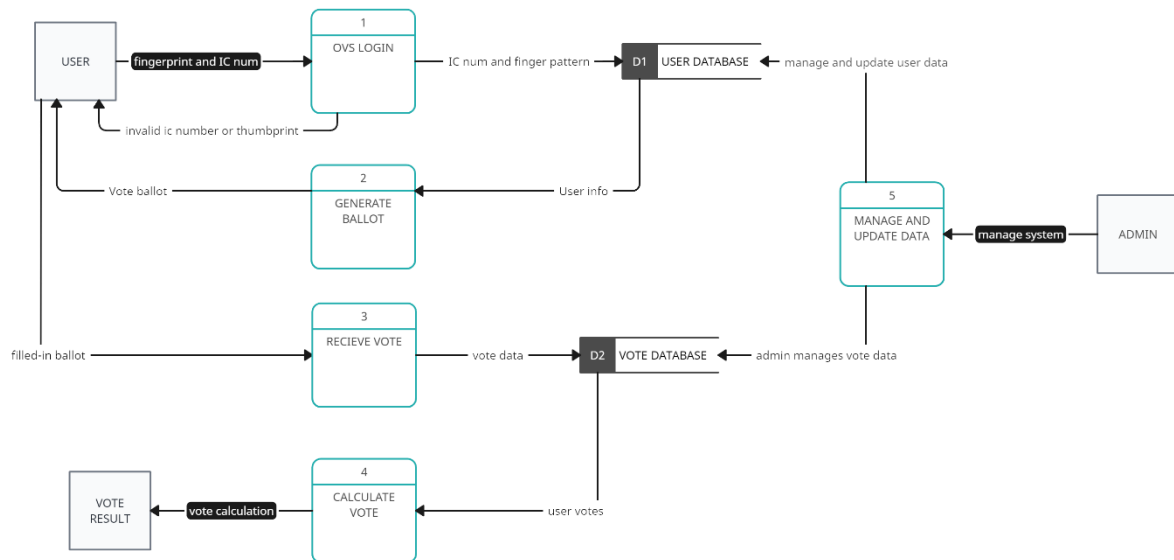 1
USER
fingerprint and IC num
OVS LOGIN
IC num and finger pattern
D1
USER DATABASE
manage and update user data
invalid ic number or thumbprint
2
Vote ballot
GENERATE
BALLOT
User info
5
MANAGE AND
UPDATE DATA
manage system
ADMIN
3
filled-in ballot
RECIEVE VOTE
vote data
D2
VOTE DATABASE
admin manages vote data
4
VOTE
RESULT
vote calculation
CALCULATE
VOTE
user votes